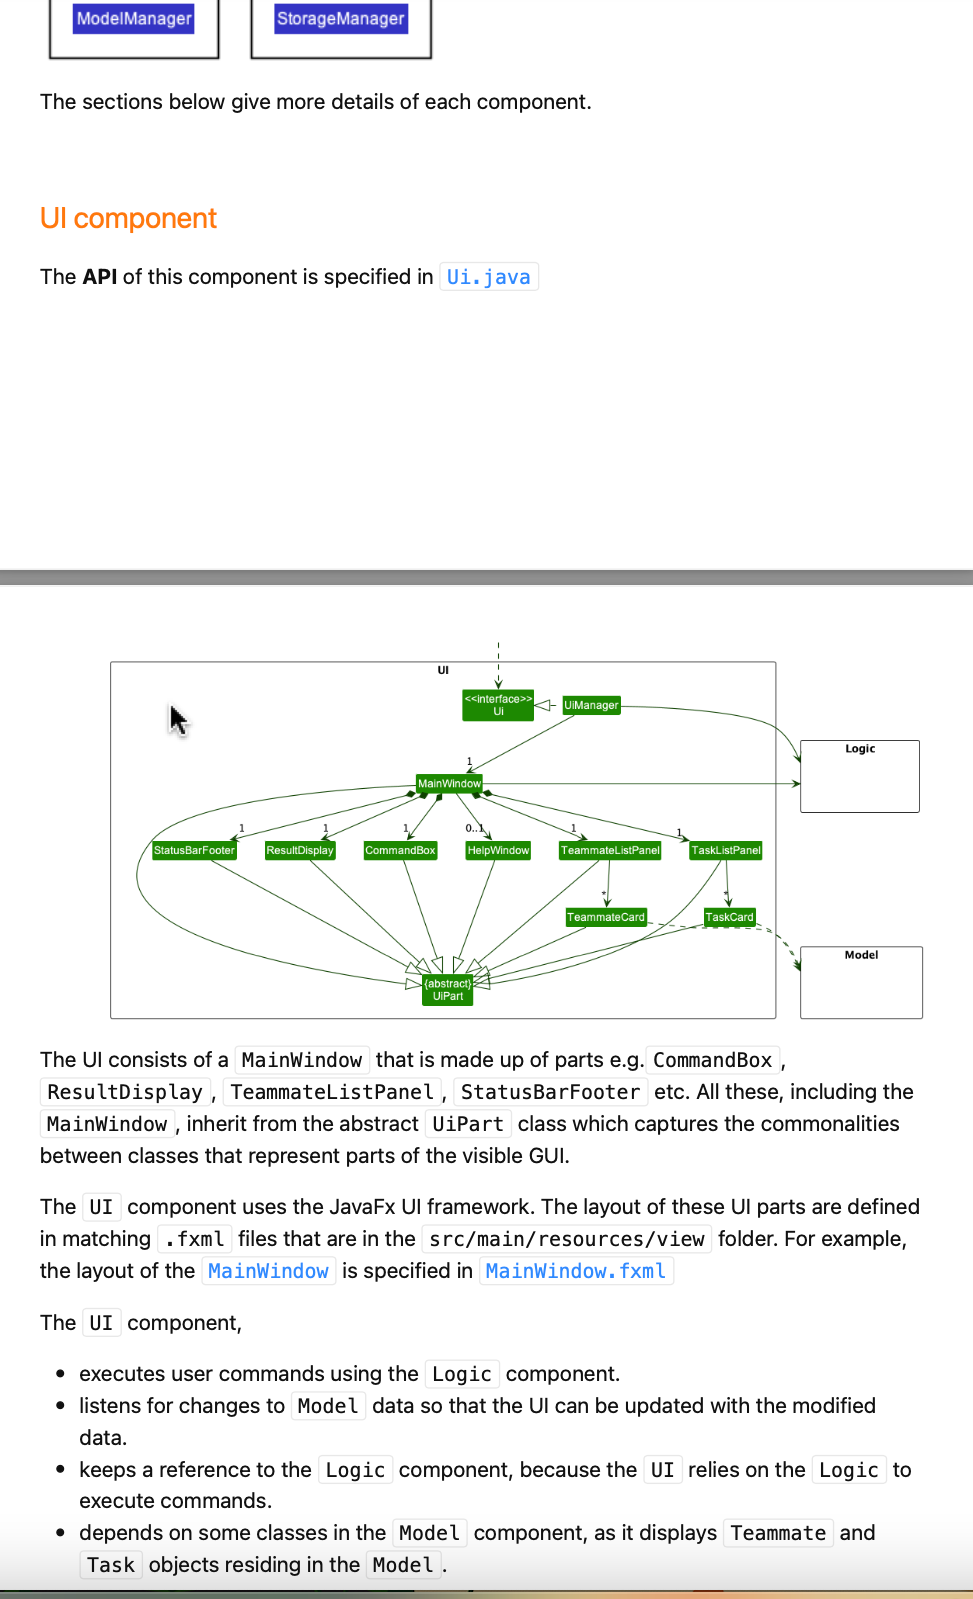 ModelManager StorageManager
The sections below give more details of each component.
UI component
The API of this component is specified in Ui.java
UI
<<interface>>
Ui
UiManager
Logic
1
MainWindow
1 1 1 0..1 1 1
StatusBarFooter ResultDisplay CommandBox HelpWindow TeammateListPanel TaskListPanel
* *
TeammateCard TaskCard
Model
{abstract}
UiPart
The UI consists of a MainWindow that is made up of parts e.g. CommandBox ,
ResultDisplay , TeammateListPanel , StatusBarFooter etc. All these, including the
MainWindow , inherit from the abstract UiPart class which captures the commonalities
between classes that represent parts of the visible GUI.
The UI component uses the JavaFx UI framework. The layout of these UI parts are defined
in matching .fxml files that are in the src/main/resources/view folder. For example,
the layout of the MainWindow is specified in MainWindow.fxml
The UI component,
• executes user commands using the Logic component.
• listens for changes to Model data so that the UI can be updated with the modified
data.
• keeps a reference to the Logic component, because the UI relies on the Logic to
execute commands.
• depends on some classes in the Model component, as it displays Teammate and
Task objects residing in the Model .